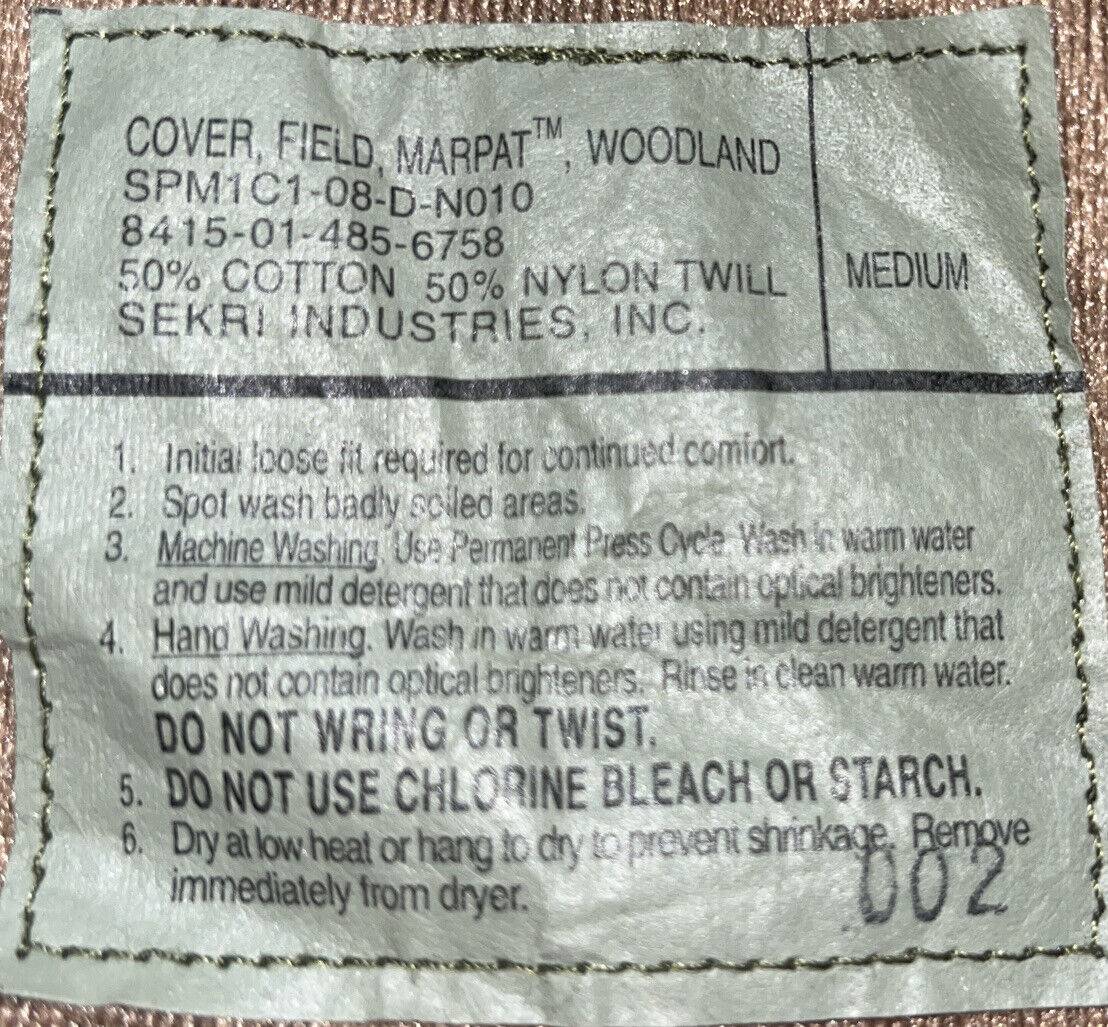 COVER, FIELD, MARPAT™, WOODLAND
SPM1C1-08-D-N010
8415-01-485-6758
50% COTTON 50% NYLON TWILL
SEKRI INDUSTRIES, INC.
MEDIUM
1. Initial loose fit required for continued comfort.
2. Spot wash badly soiled areas.
3. Machine Washing. Use Permanent Press Cycle. Wash in warm water
and use mild detergent that does not contain optical brighteners.
4. Hand Washing. Wash in warm water using mild detergent that
does not contain optical brighteners. Rinse in clean warm water.
DO NOT WRING OR TWIST.
5. DO NOT USE CHLORINE BLEACH OR STARCH.
6. Dry at low heat or hang to dry to prevent shrinkage. Remove
immediately from dryer.
002